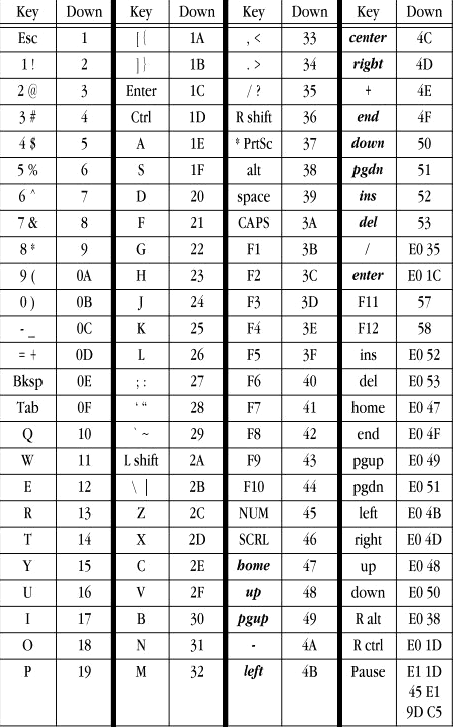 Key Down Key Down Key Down Key Down
Esc 1 [ { 1A , < 33 center 4C
1 ! 2 ] } 1B . > 34 right 4D
2 @ 3 Enter 1C / ? 35 + 4E
3 # 4 Ctrl 1D R shift 36 end 4F
4 $ 5 A 1E * PrtSc 37 down 50
5 % 6 S 1F alt 38 pgdn 51
6 ^ 7 D 20 space 39 ins 52
7 & 8 F 21 CAPS 3A del 53
8 * 9 G 22 F1 3B / E0 35
9 ( 0A H 23 F2 3C enter E0 1C
0 ) 0B J 24 F3 3D F11 57
- _ 0C K 25 F4 3E F12 58
= + 0D L 26 F5 3F ins E0 52
Bksp 0E ; : 27 F6 40 del E0 53
Tab 0F ‘ “ 28 F7 41 home E0 47
Q 10 ` ~ 29 F8 42 end E0 4F
W 11 L shift 2A F9 43 pgup E0 49
E 12 \ | 2B F10 44 pgdn E0 51
R 13 Z 2C NUM 45 left E0 4B
T 14 X 2D SCRL 46 right E0 4D
Y 15 C 2E home 47 up E0 48
U 16 V 2F up 48 down E0 50
I 17 B 30 pgup 49 R alt E0 38
O 18 N 31 - 4A R ctrl E0 1D
P 19 M 32 left 4B Pause E1 1D
45 E1
9D C5